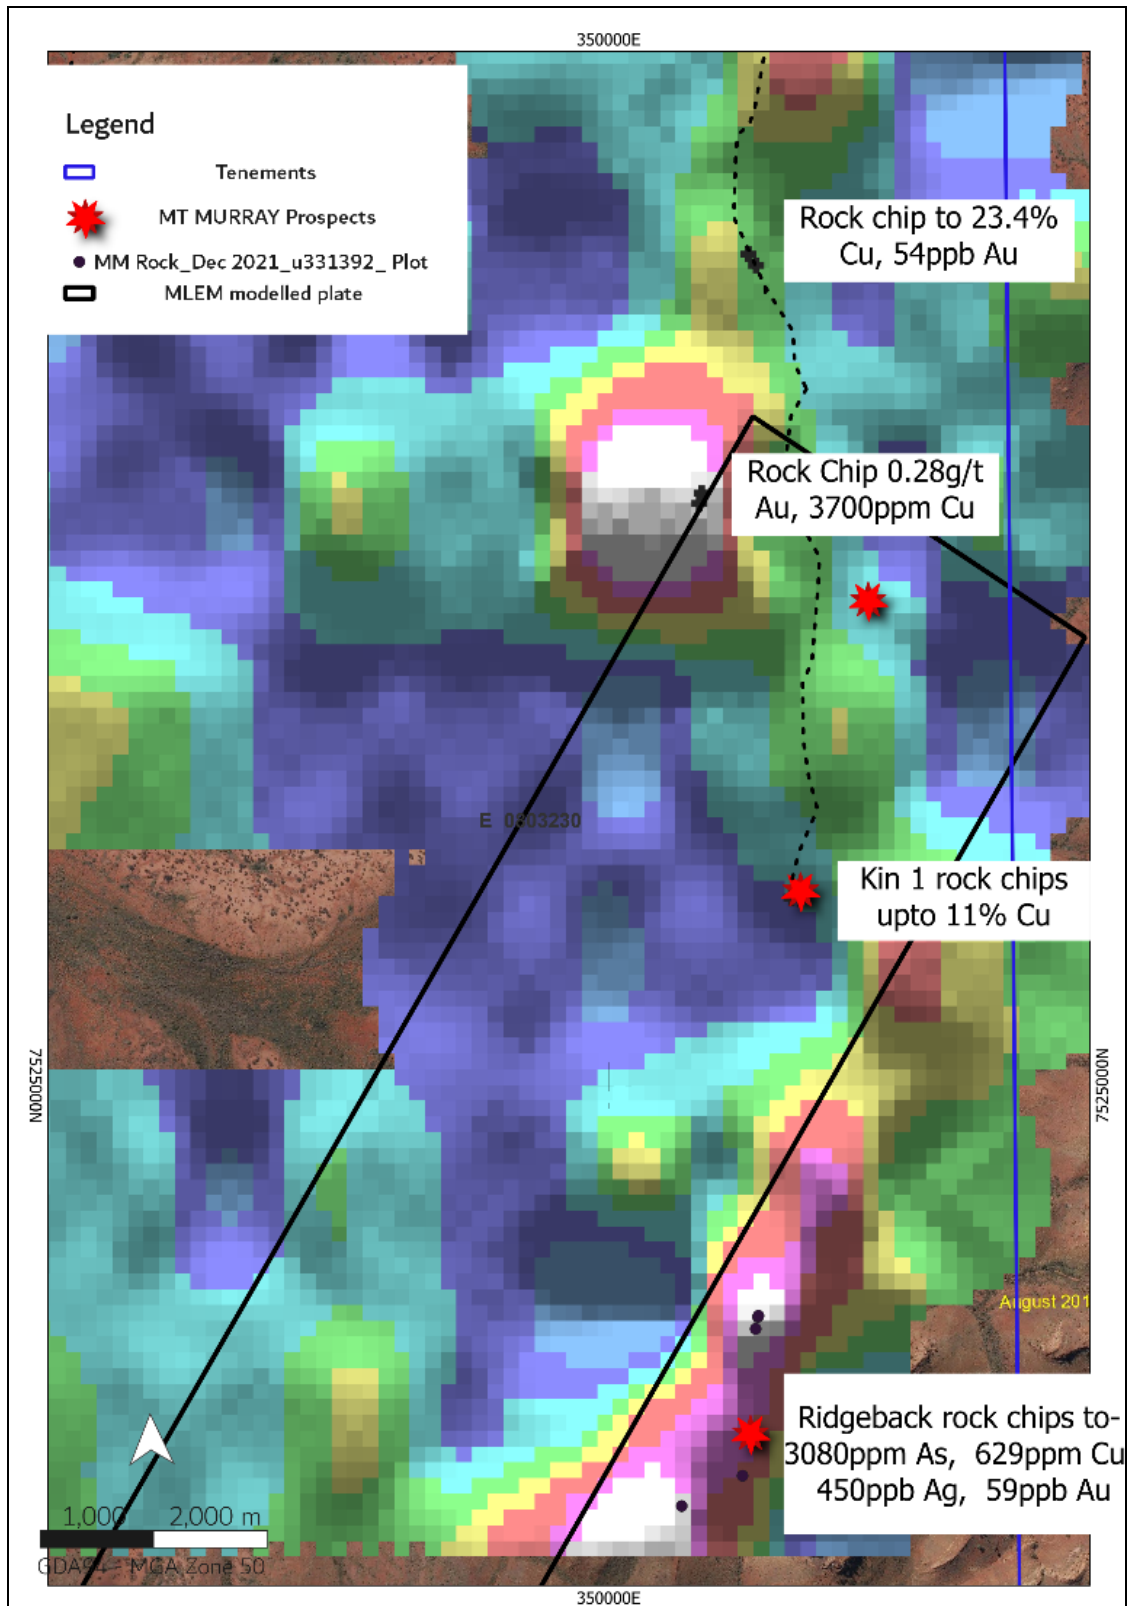 350000E
Legend
Tenements
MT MURRAY Prospects
MM Rock_Dec 2021_u331392_ Plot
MLEM modelled plate
Rock chip to 23.4%
Cu, 54ppb Au
Rock Chip 0.28g/t
Au, 3700ppm Cu
E 0803230
Kin 1 rock chips
upto 11% Cu
7525000N
7525000N
August 201
Ridgeback rock chips to-
3080ppm As, 629ppm Cu
450ppb Ag, 59ppb Au
1,000 2,000 m
GDA94 - MGA Zone 50
350000E